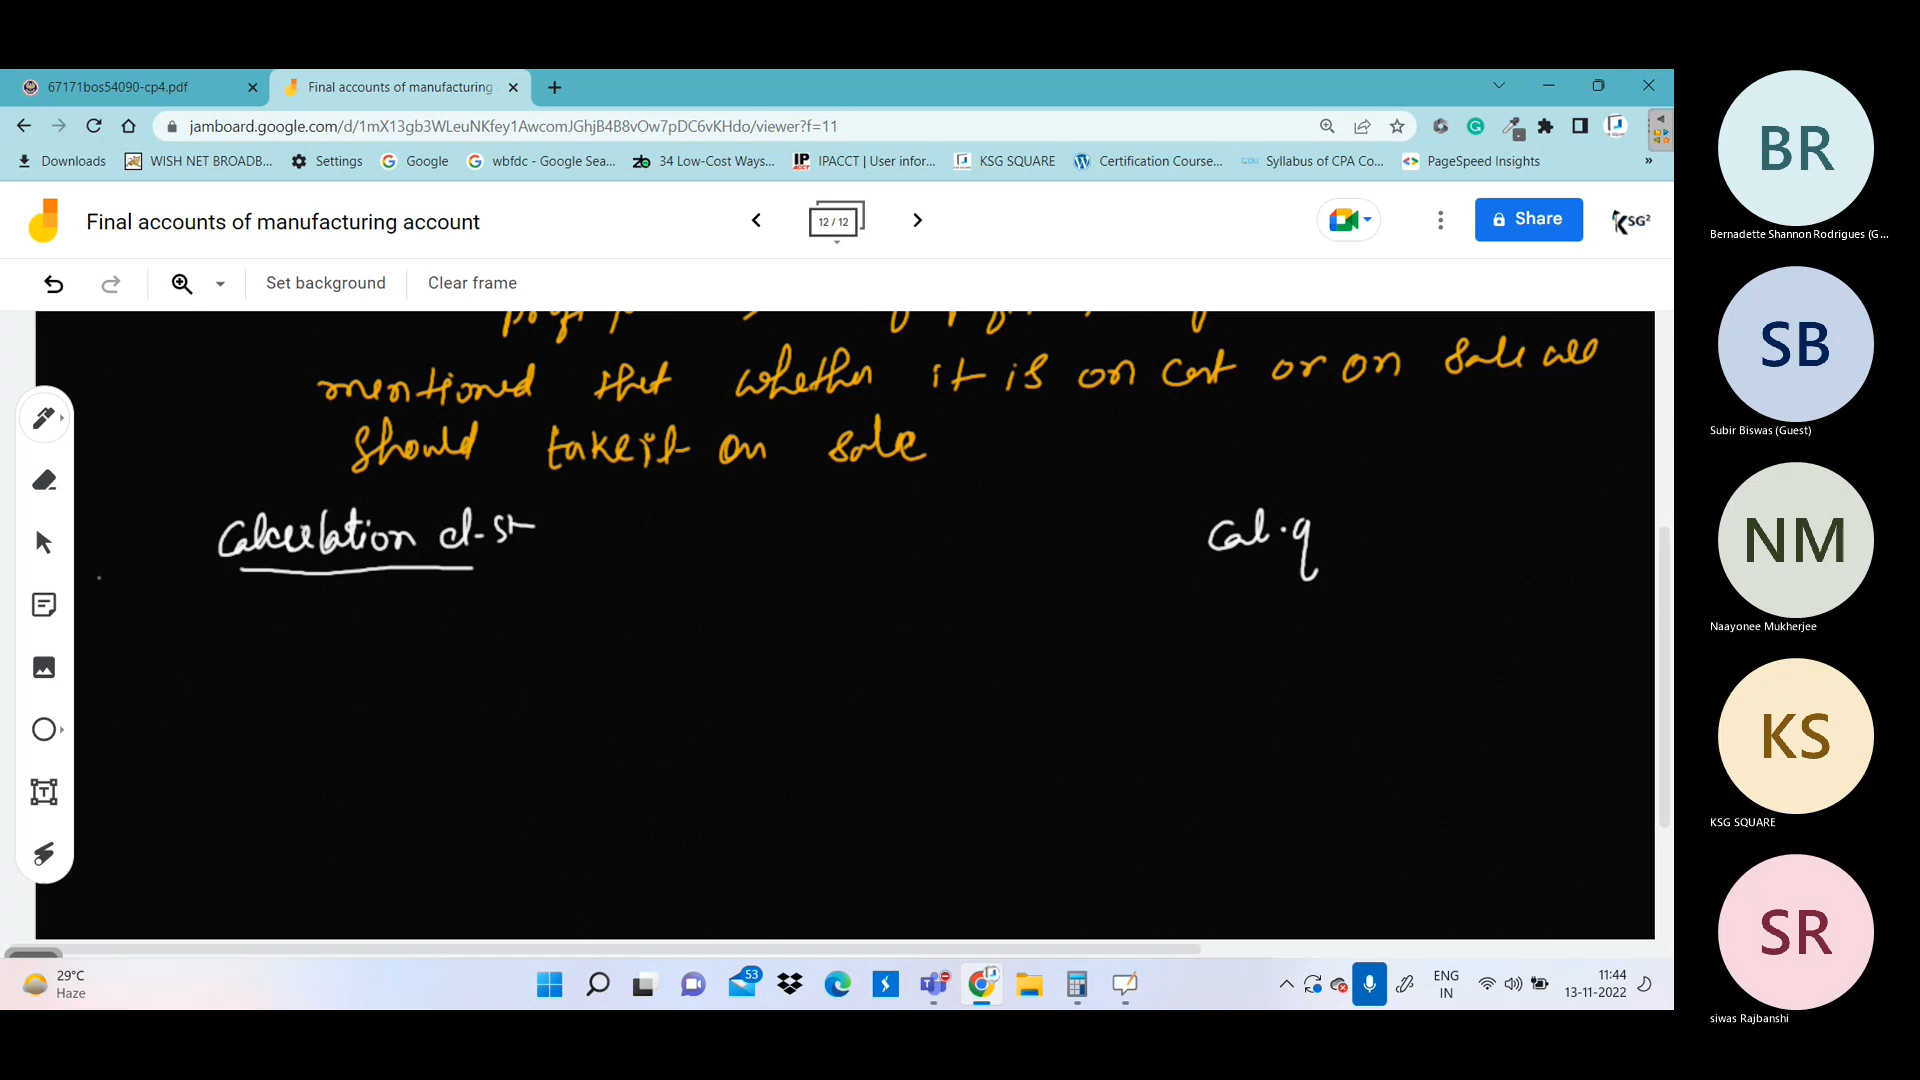 67171bos54090-cp4.pdf
Final accounts of manufacturing
jamboard.google.com/d/1mX13gb3WLeuNKfey1AwcomJGhjB4B8vOw7pDC6vKHdo/viewer?f=11
Downloads WISH NET BROADB... Settings Google wbfdc - Google Sea... 34 Low-Cost Ways... IPACCT | User infor... KSG SQUARE Certification Course... Syllabus of CPA Co... PageSpeed Insights »
Final accounts of manufacturing account
12 / 12
Share
KSG²
Set background Clear frame
mentioned that whether it is on cost or on sale we
should take it on sale
Calculation cl-st
Cal. q
BR
Bernadette Shannon Rodrigues (G...
SB
Subir Biswas (Guest)
NM
Naayonee Mukherjee
KS
KSG SQUARE
SR
siwas Rajbanshi
29°C
Haze
53
ENG
IN
11:44
13-11-2022